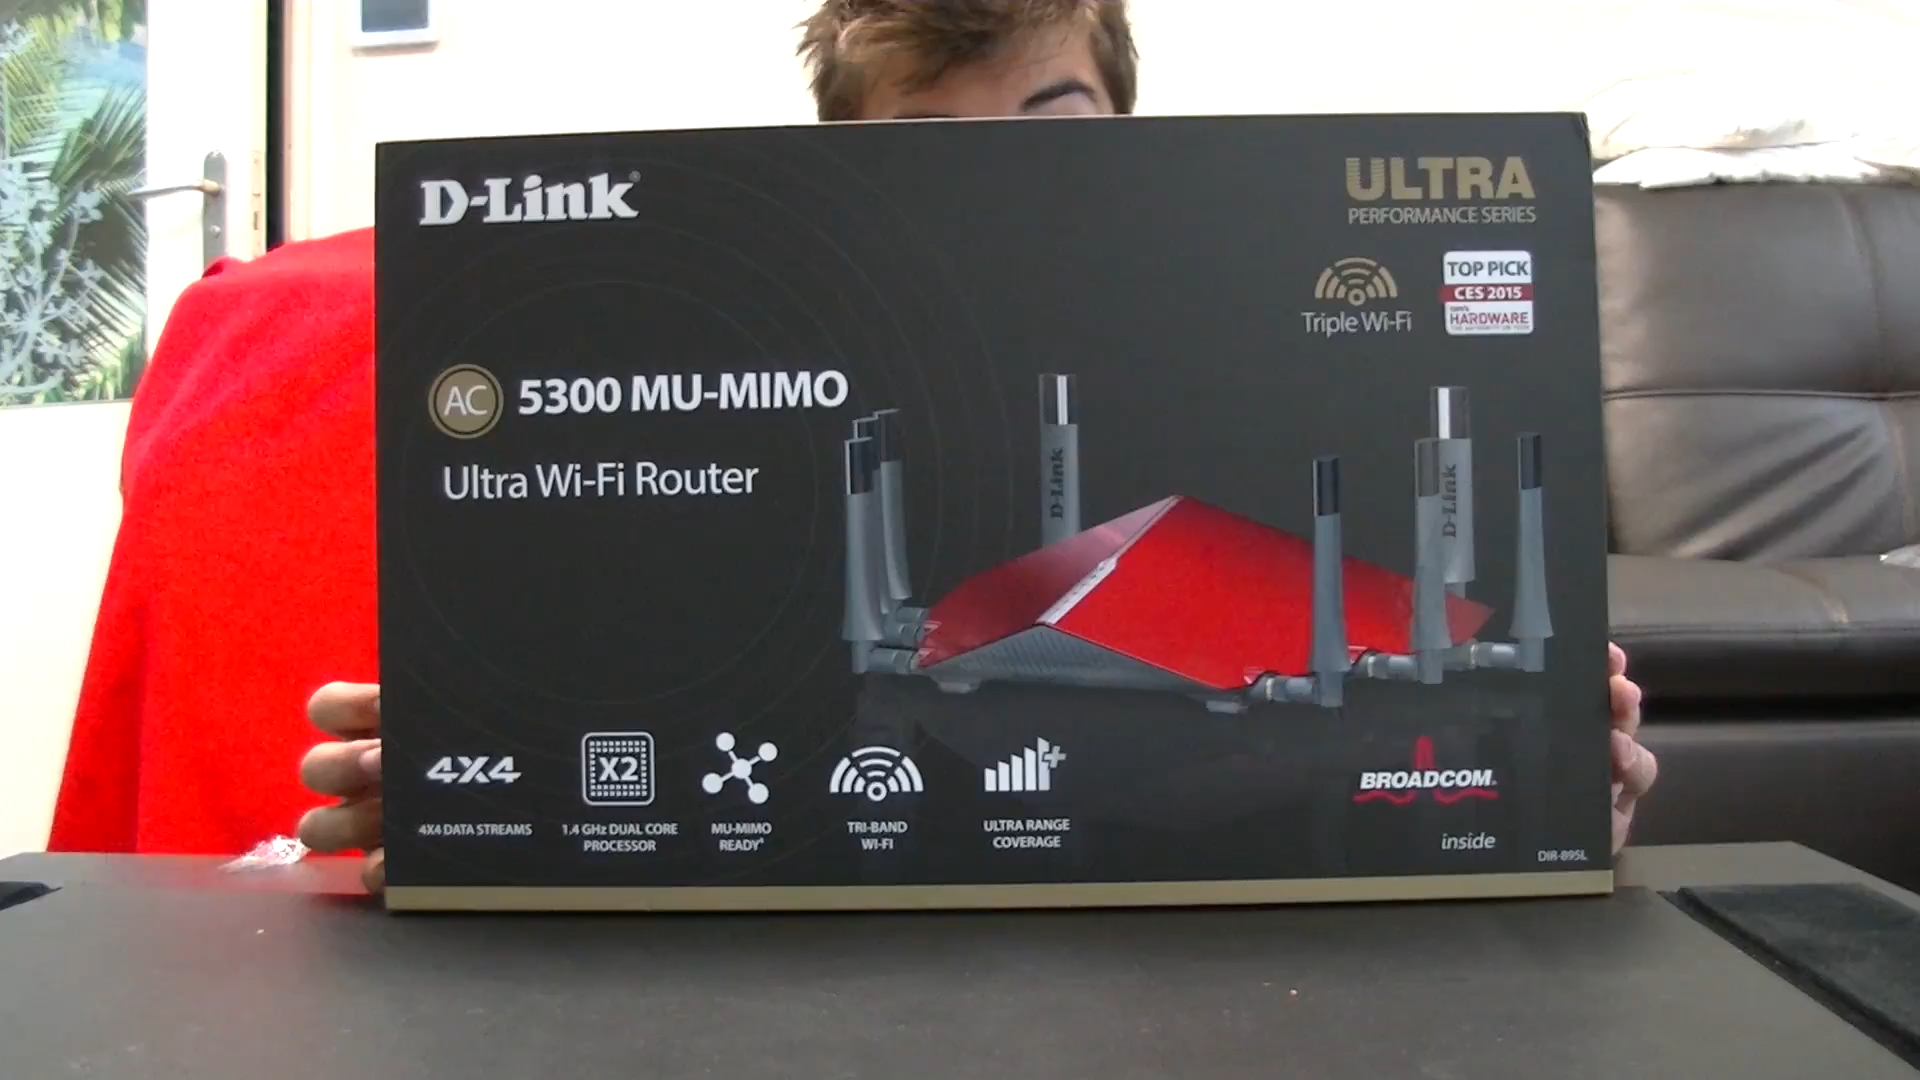 D-Link®
ULTRA
PERFORMANCE SERIES
Triple Wi-Fi
TOP PICK
CES 2015
tom's
HARDWARE
AC 5300 MU-MIMO
Ultra Wi-Fi Router
D-Link
D-Link
4X4
X2
4X4 DATA STREAMS
1.4 GHz DUAL CORE
PROCESSOR
MU-MIMO
READY
TRI-BAND
WI-FI
ULTRA RANGE
COVERAGE
BROADCOM.
inside
DIR-895L